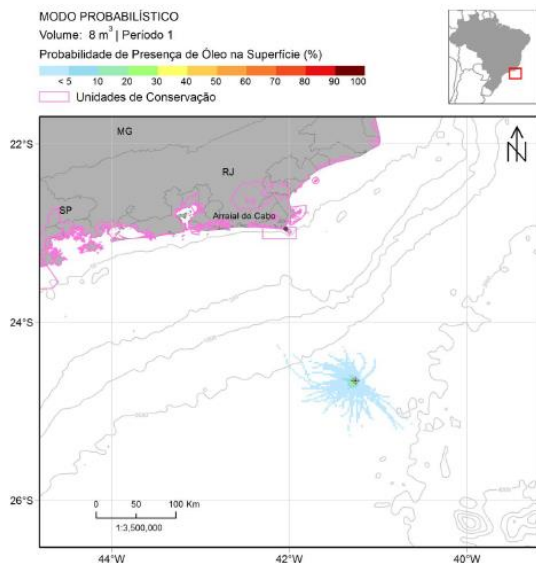 MODO PROBABILÍSTICO
Volume: 8 m³ | Período 1
Probabilidade de Presença de Óleo na Superfície (%)
< 5 10 20 30 40 50 60 70 80 90 100
Unidades de Conservação
N
22°S
MG
RJ
SP
Arraial do Cabo
24°S
26°S
0 50 100 Km
1:3,500,000
44°W 42°W 40°W